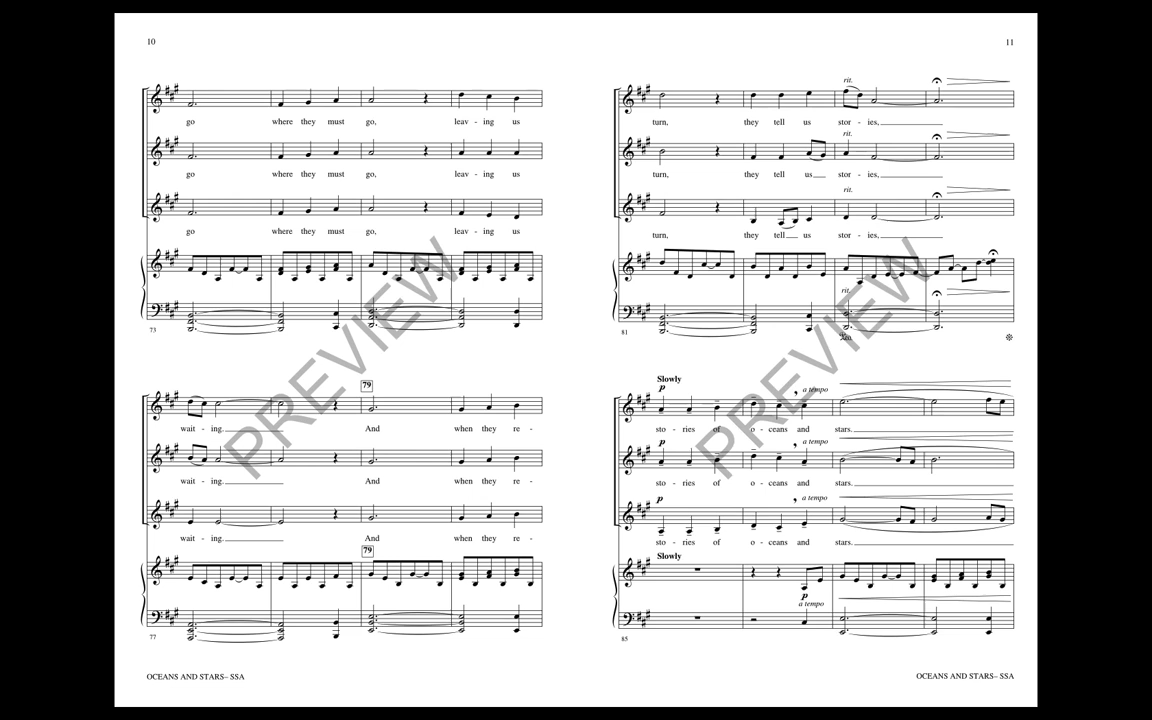 10
go where they must go, leav - ing us
go where they must go, leav - ing us
go where they must go, leav - ing us
73
79
wait - ing. And when they re -
wait - ing. And when they re -
wait - ing. And when they re -
79
77
OCEANS AND STARS– SSA
11
rit.
turn, they tell us stor - ies,
rit.
turn, they tell us stor - ies,
rit.
turn, they tell us stor - ies,
rit.
81
Ped.
Slowly
p a tempo
sto - ries of o - ceans and stars.
p a tempo
sto - ries of o - ceans and stars.
p a tempo
sto - ries of o - ceans and stars.
Slowly
p
a tempo
85
OCEANS AND STARS– SSA
PREVIEW
PREVIEW